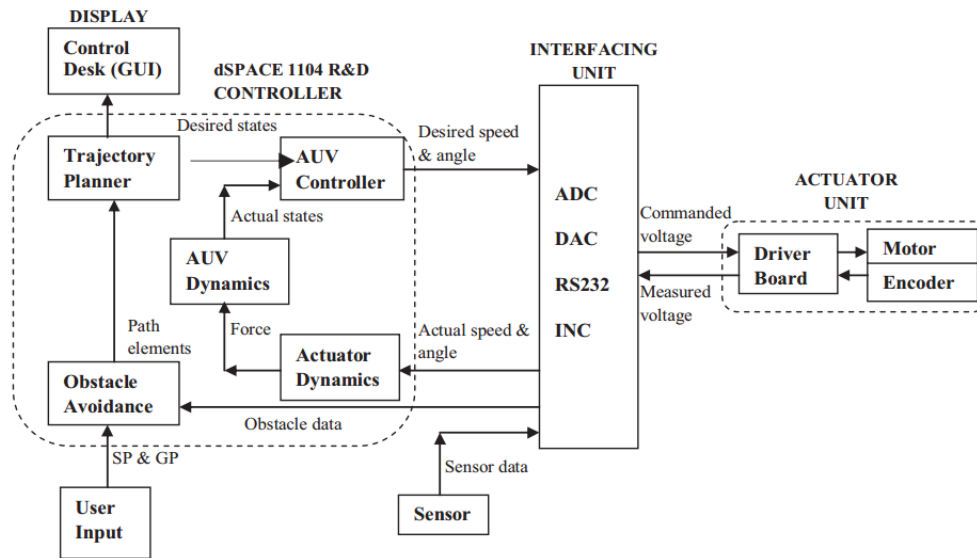 DISPLAY
Control
Desk (GUI)
dSPACE 1104 R&D
CONTROLLER
INTERFACING
UNIT
Desired states
Trajectory
Planner
AUV
Controller
Desired speed
& angle
Actual states
AUV
Dynamics
ADC
DAC
RS232
INC
Commanded
voltage
ACTUATOR
UNIT
Driver
Board
Motor
Encoder
Measured
voltage
Path
elements
Force
Actuator
Dynamics
Actual speed &
angle
Obstacle
Avoidance
Obstacle data
SP & GP
User
Input
Sensor data
Sensor